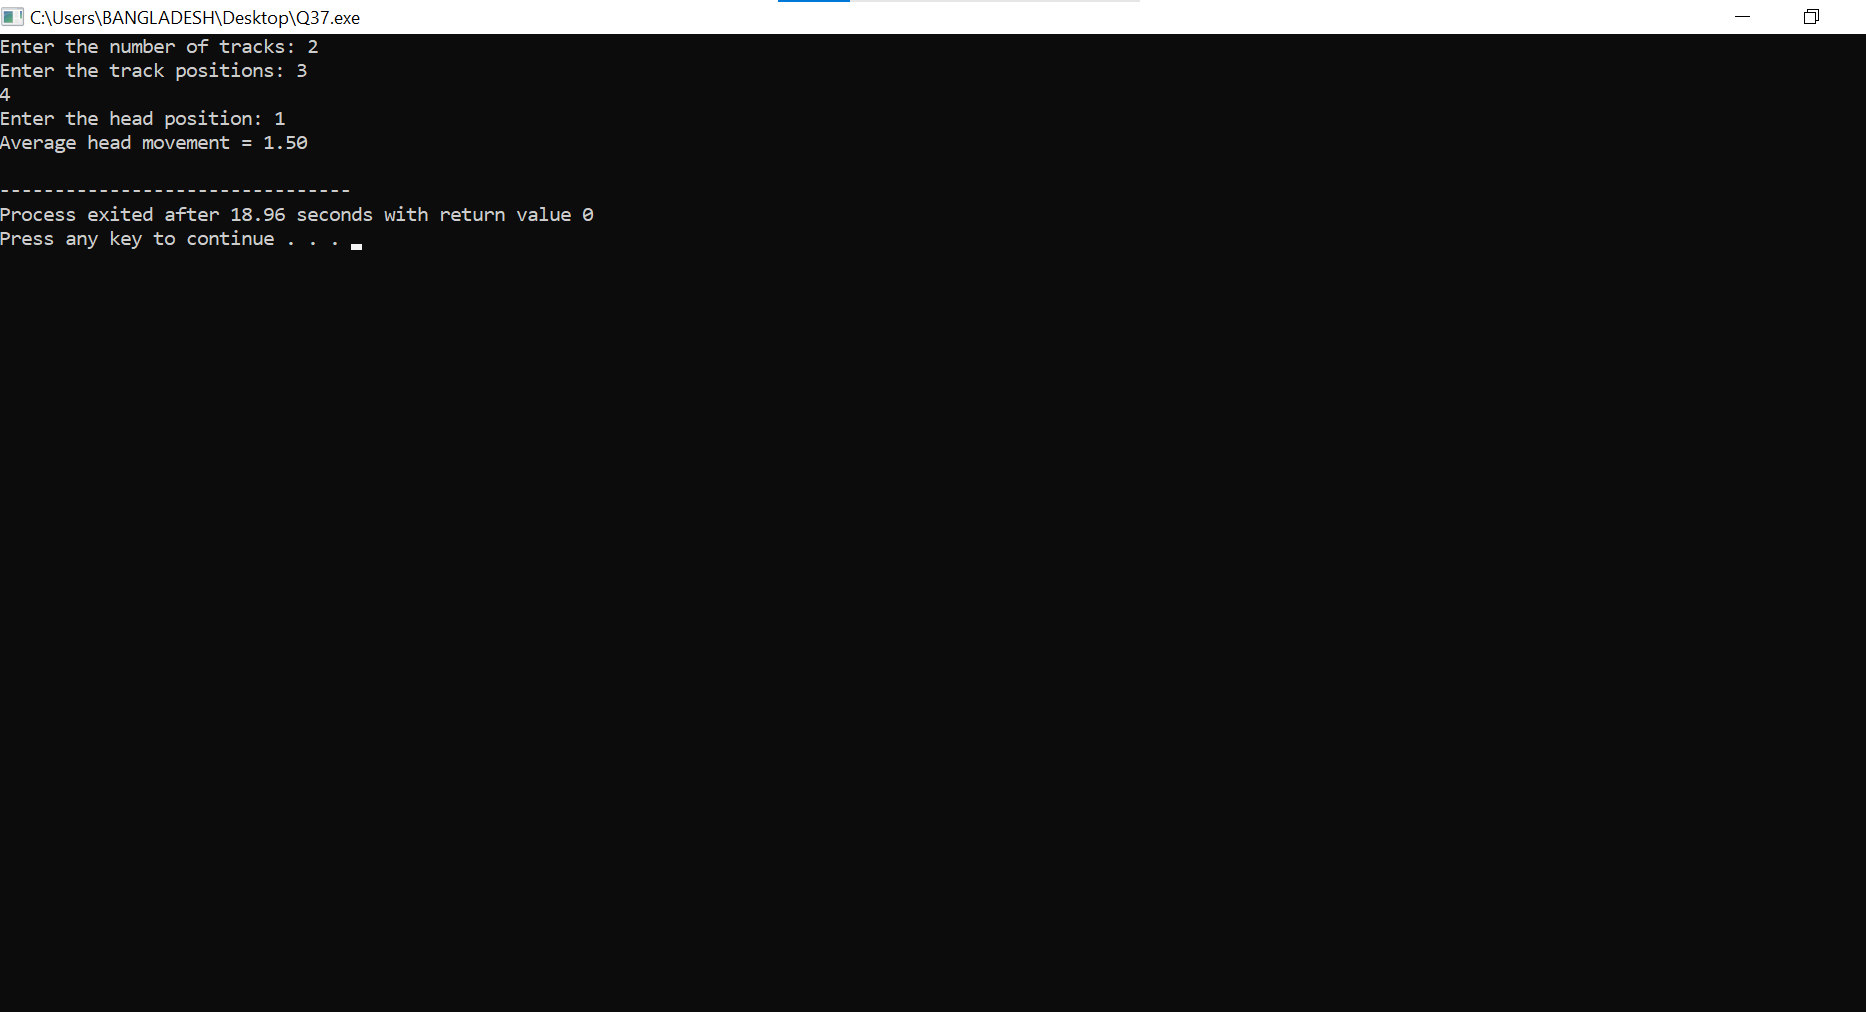 C:\Users\BANGLADESH\Desktop\Q37.exe
Enter the number of tracks: 2
Enter the track positions: 3
4
Enter the head position: 1
Average head movement = 1.50
--------------------------------
Process exited after 18.96 seconds with return value 0
Press any key to continue . . .